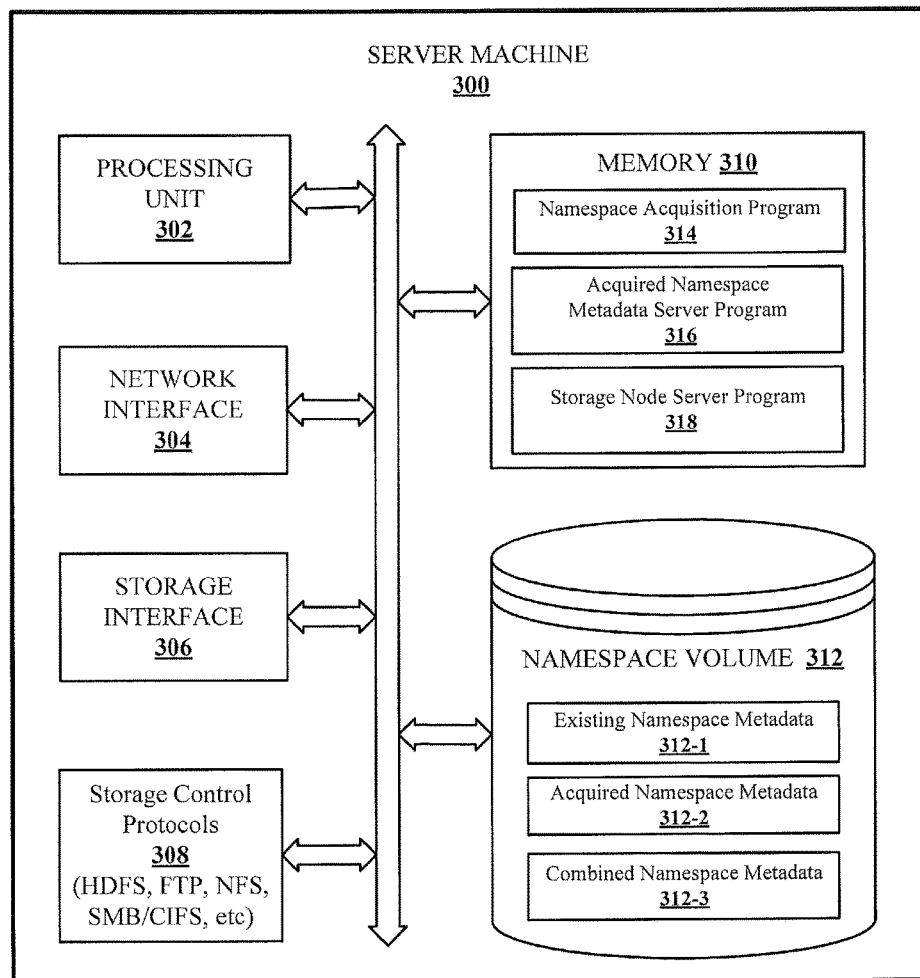 SERVER MACHINE
300
PROCESSING
UNIT
302
NETWORK
INTERFACE
304
STORAGE
INTERFACE
306
Storage Control
Protocols
308
(HDFS, FTP, NFS,
SMB/CIFS, etc)
MEMORY 310
Namespace Acquisition Program
314
Acquired Namespace
Metadata Server Program
316
Storage Node Server Program
318
NAMESPACE VOLUME 312
Existing Namespace Metadata
312-1
Acquired Namespace Metadata
312-2
Combined Namespace Metadata
312-3